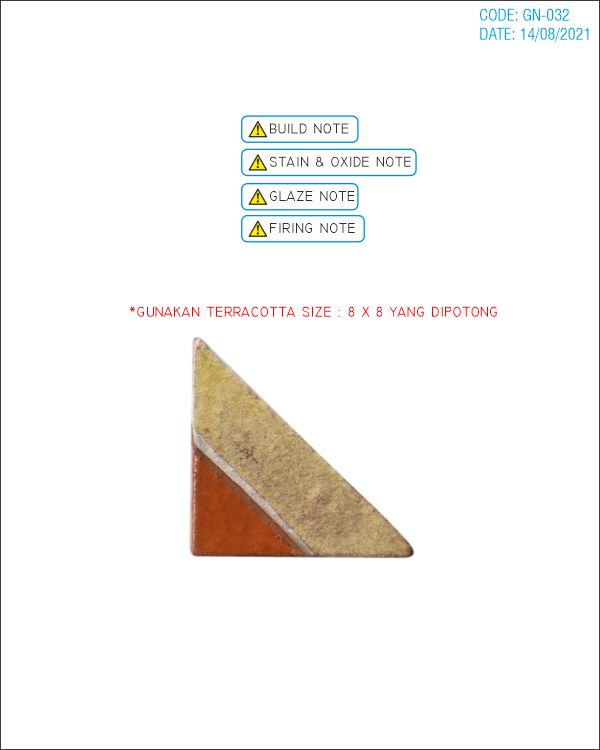 CODE: GN-032
DATE: 14/08/2021
BUILD NOTE
STAIN & OXIDE NOTE
GLAZE NOTE
FIRING NOTE
*GUNAKAN TERRACOTTA SIZE : 8 X 8 YANG DIPOTONG